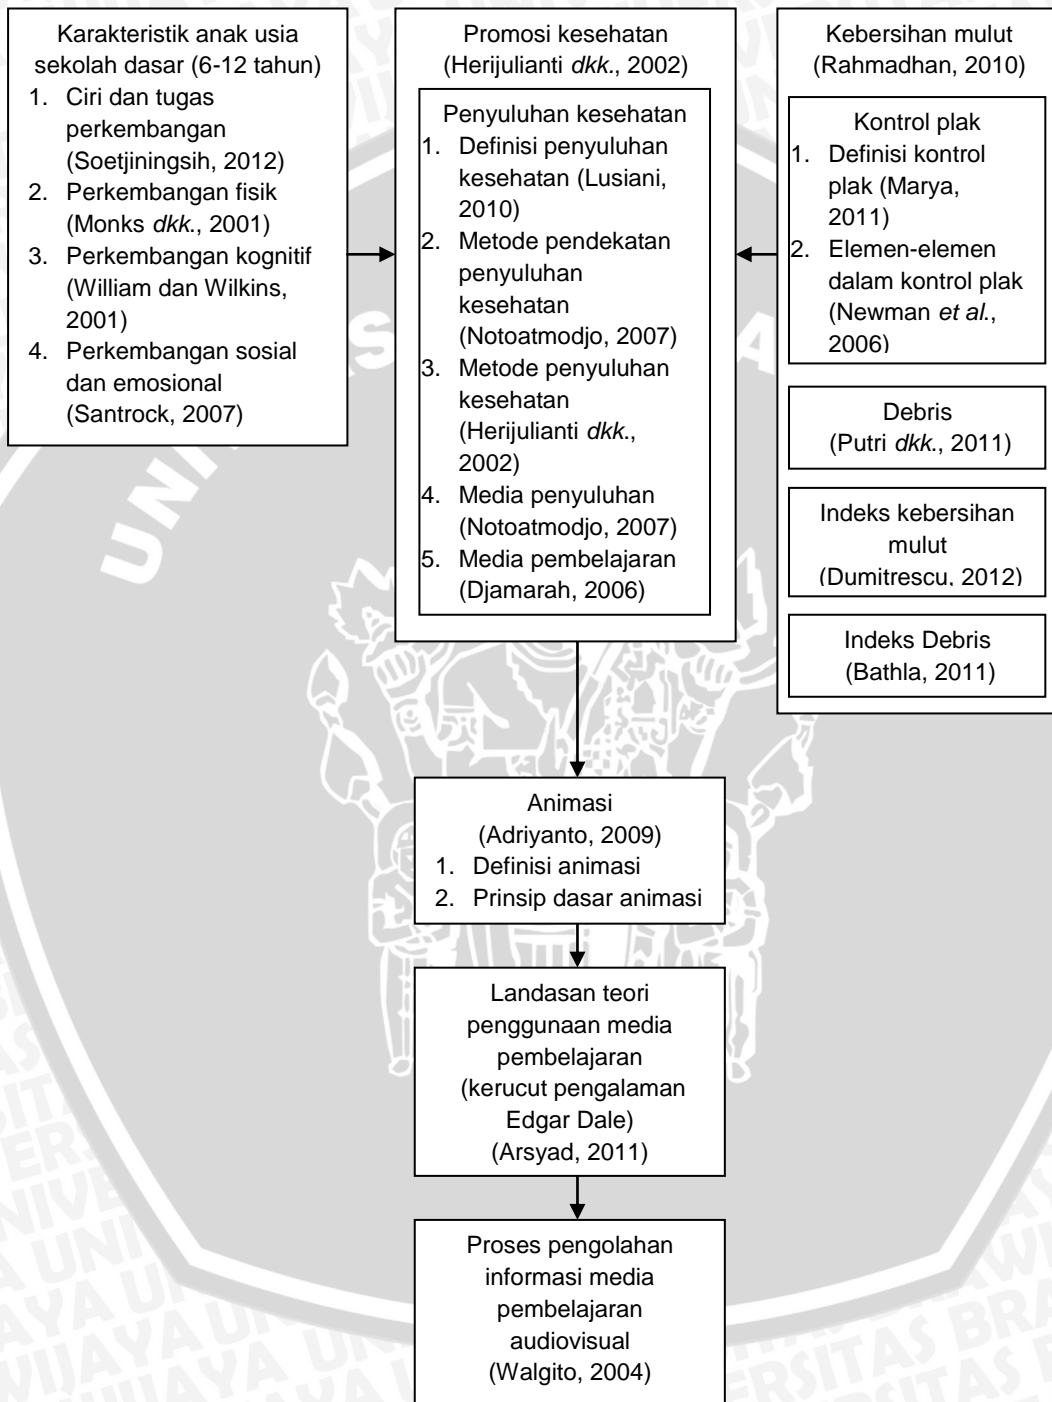 Karakteristik anak usia
sekolah dasar (6-12 tahun)
1. Ciri dan tugas
perkembangan
(Soetjiningsih, 2012)
2. Perkembangan fisik
(Monks dkk., 2001)
3. Perkembangan kognitif
(William dan Wilkins,
2001)
4. Perkembangan sosial
dan emosional
(Santrock, 2007)
Promosi kesehatan
(Herijulianti dkk., 2002)
Penyuluhan kesehatan
1. Definisi penyuluhan
kesehatan (Lusiani,
2010)
2. Metode pendekatan
penyuluhan
kesehatan
(Notoatmodjo, 2007)
3. Metode penyuluhan
kesehatan
(Herijulianti dkk.,
2002)
4. Media penyuluhan
(Notoatmodjo, 2007)
5. Media pembelajaran
(Djamarah, 2006)
Kebersihan mulut
(Rahmadhan, 2010)
Kontrol plak
1. Definisi kontrol
plak (Marya,
2011)
2. Elemen-elemen
dalam kontrol plak
(Newman et al.,
2006)
Debris
(Putri dkk., 2011)
Indeks kebersihan
mulut
(Dumitrescu, 2012)
Indeks Debris
(Bathla, 2011)
Animasi
(Adriyanto, 2009)
1. Definisi animasi
2. Prinsip dasar animasi
Landasan teori
penggunaan media
pembelajaran
(kerucut pengalaman
Edgar Dale)
(Arsyad, 2011)
Proses pengolahan
informasi media
pembelajaran
audiovisual
(Walgito, 2004)